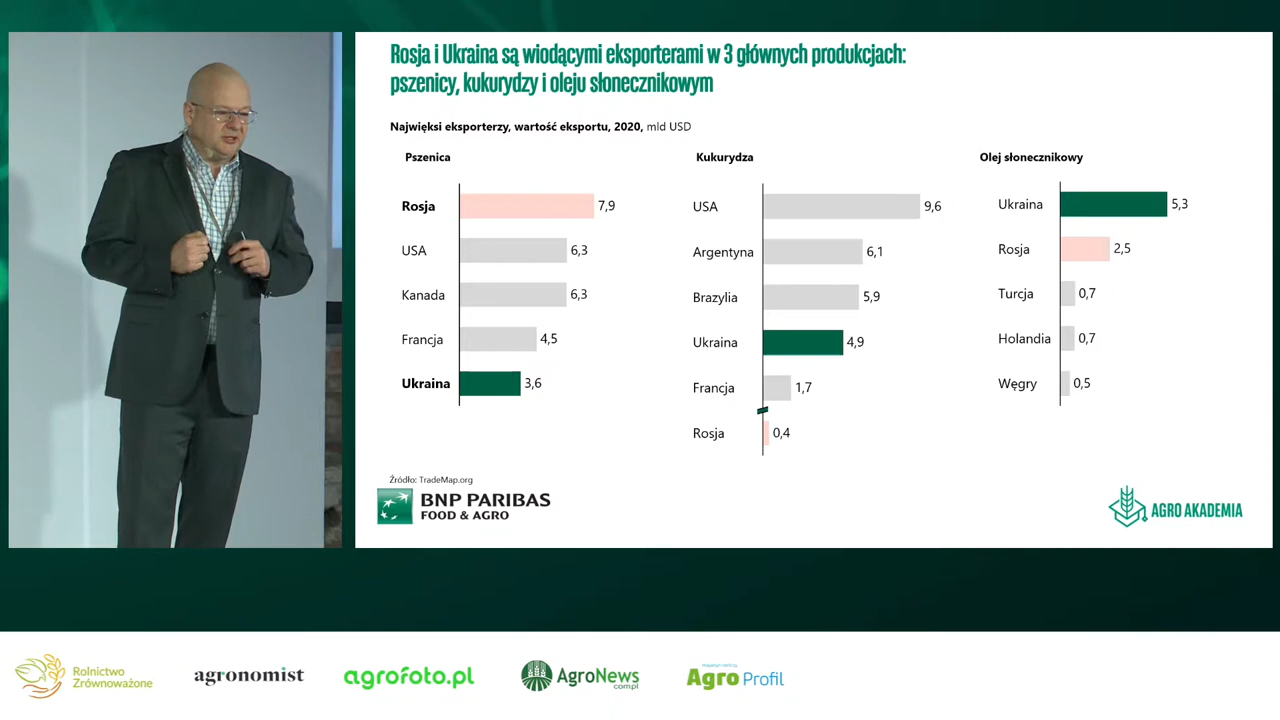 Rosja i Ukraina są wiodącymi eksporterami w 3 głównych produkcjach:
pszenicy, kukurydzy i oleju słonecznikowym
Najwięksi eksporterzy, wartość eksportu, 2020, mld USD
Pszenica
Rosja 7,9
USA 6,3
Kanada 6,3
Francja 4,5
Ukraina 3,6
Kukurydza
USA 9,6
Argentyna 6,1
Brazylia 5,9
Ukraina 4,9
Francja 1,7
Rosja 0,4
Olej słonecznikowy
Ukraina 5,3
Rosja 2,5
Turcja 0,7
Holandia 0,7
Węgry 0,5
Źródło: TradeMap.org
BNP PARIBAS
FOOD & AGRO
AGRO AKADEMIA
Rolnictwo
Zrównoważone
agronomist
agrofoto.pl
AgroNews
com.pl
Agro Profil